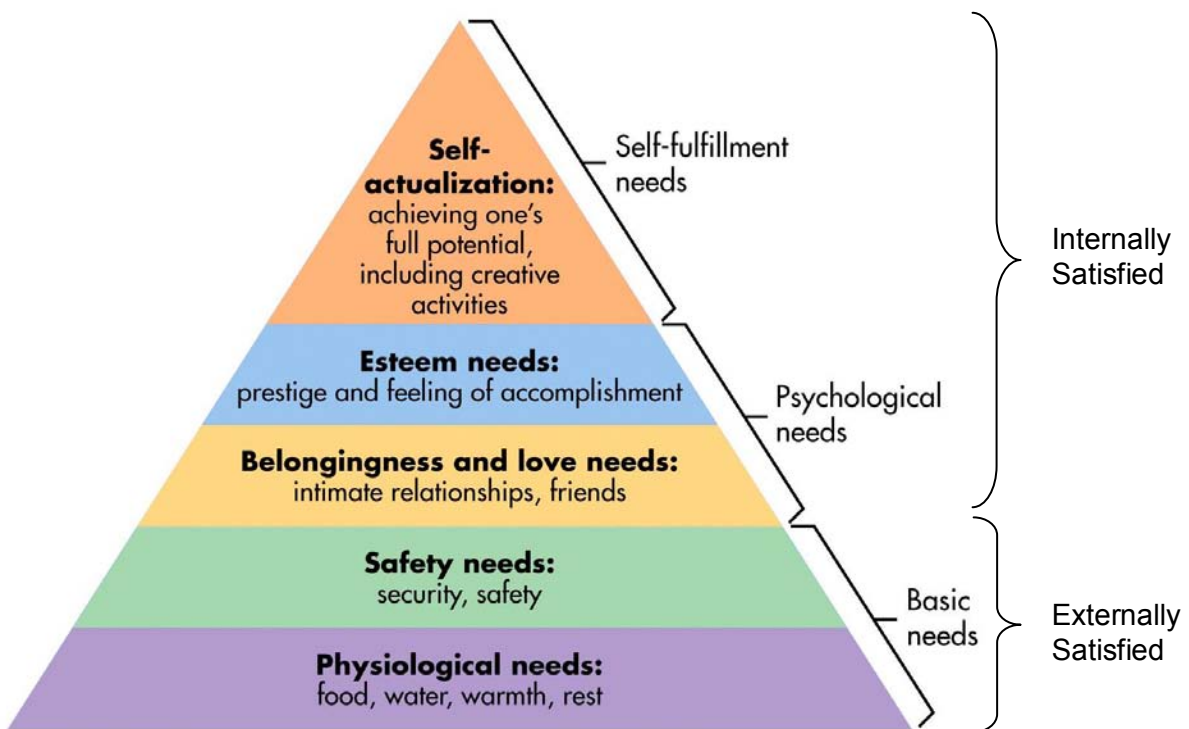 Self-
actualization:
achieving one's
full potential,
including creative
activities
Esteem needs:
prestige and feeling of accomplishment
Belongingness and love needs:
intimate relationships, friends
Safety needs:
security, safety
Physiological needs:
food, water, warmth, rest
Self-fulfillment
needs
Psychological
needs
Basic
needs
Internally
Satisfied
Externally
Satisfied